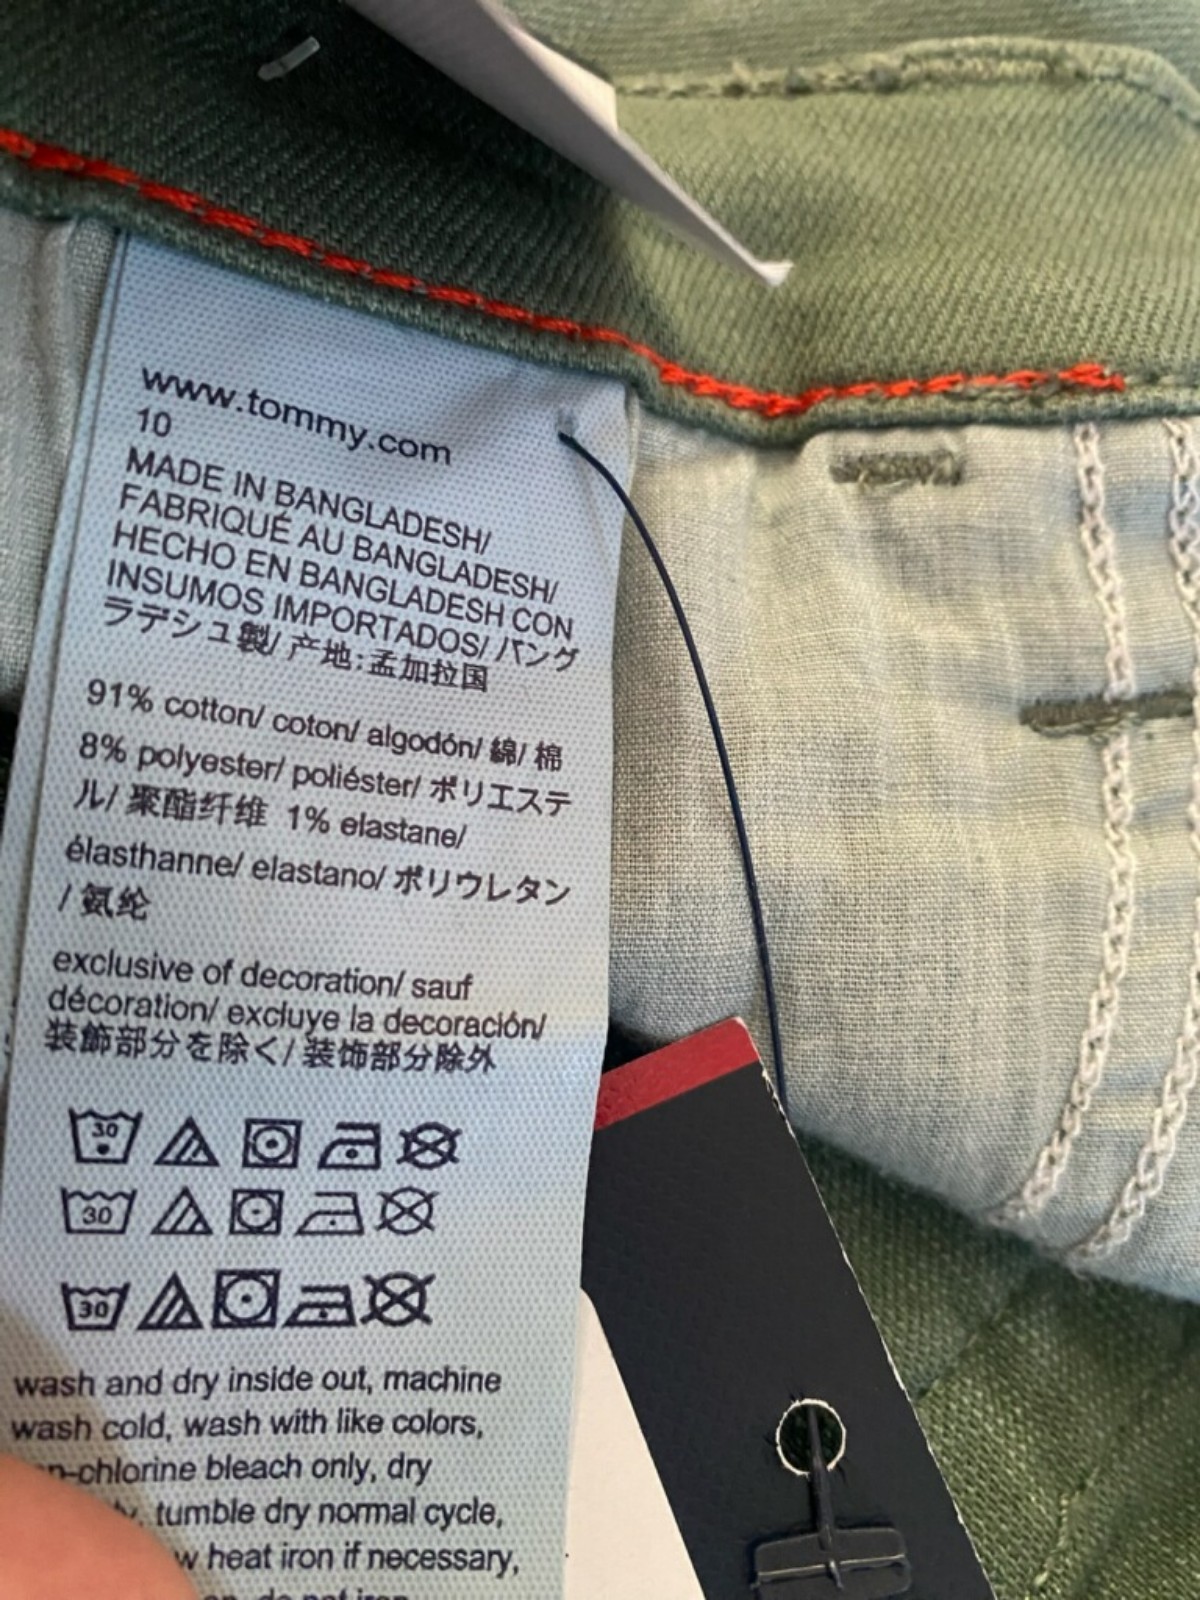 www.tommy.com
10
MADE IN BANGLADESH/
FABRIQUÉ AU BANGLADESH/
HECHO EN BANGLADESH CON
INSUMOS IMPORTADOS/ バング
ラデシュ製/ 产地:孟加拉国
91% cotton/ coton/ algodón/ 綿/ 棉
8% polyester/ poliéster/ ポリエステ
ル/ 聚酯纤维 1% elastane/
élasthanne/ elastano/ ポリウレタン
/ 氨纶
exclusive of decoration/ sauf
décoration/ excluye la decoración/
装飾部分を除く/ 装饰部分除外
30
30
30
wash and dry inside out, machine
wash cold, wash with like colors,
n-chlorine bleach only, dry
tumble dry normal cycle,
heat iron if necessary,
do not iron